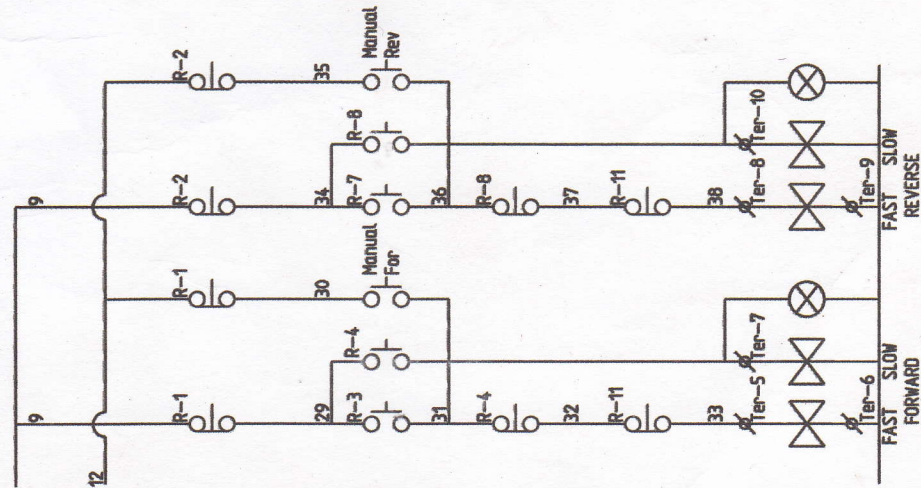 9
12
R-1
29
R-3
31
R-4
32
R-11
33
Ter-5
Ter-6
FAST
FORWARD
R-4
Ter-7
SLOW
R-1
30
Manual
For
9
R-2
34
R-7
36
R-8
37
R-11
38
Ter-8
Ter-9
FAST
REVERSE
R-8
Ter-10
SLOW
R-2
35
Manual
Rev